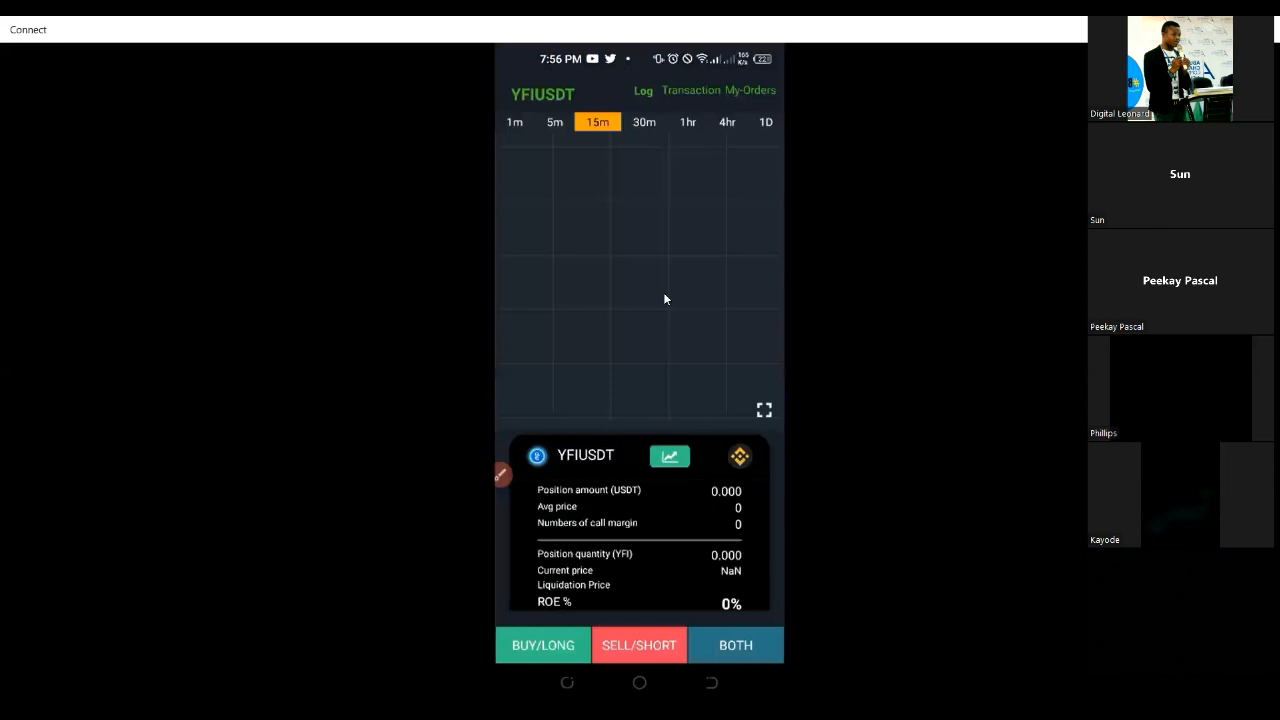 Connect
7:56 PM
165
K/s
22
YFIUSDT
Log Transaction My-Orders
1m 5m 15m 30m 1hr 4hr 1D
YFIUSDT
Position amount (USDT) 0.000
Avg price 0
Numbers of call margin 0
Position quantity (YFI) 0.000
Current price NaN
Liquidation Price
ROE % 0%
BUY/LONG SELL/SHORT BOTH
Digital Leonard
Sun
Sun
Peekay Pascal
Peekay Pascal
Phillips
Kayode